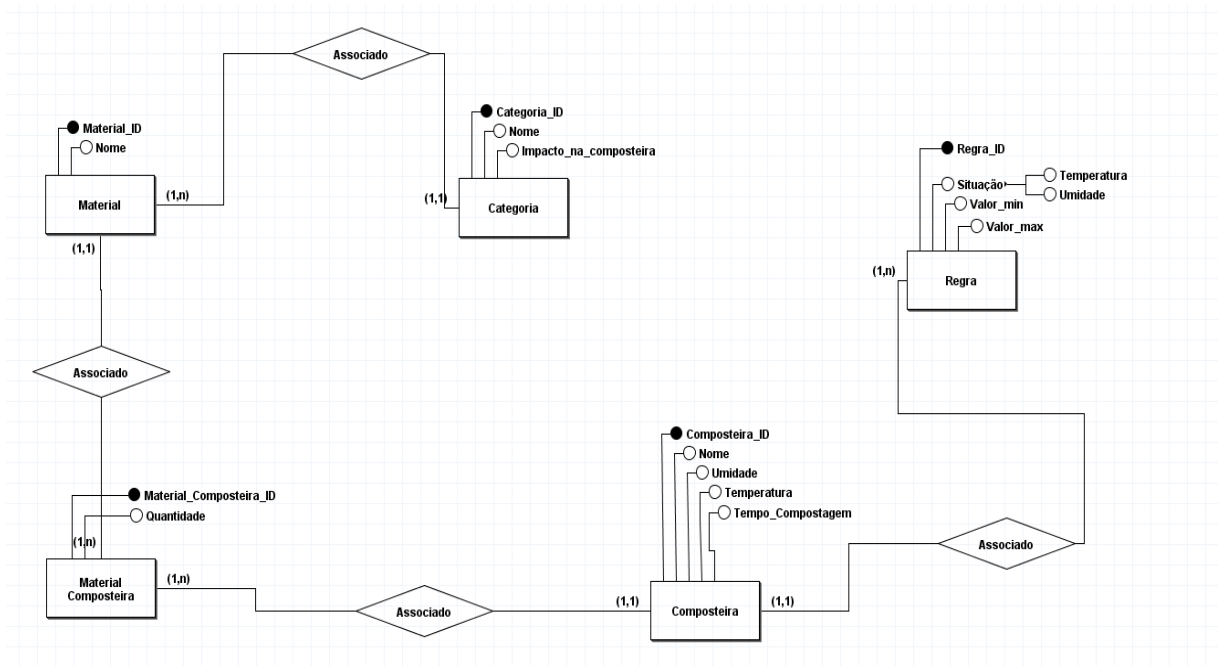 Associado
Material_ID
Nome
(1,n)
Material
(1,1)
Categoria_ID
Nome
Impacto_na_composteira
(1,1)
Categoria
Regra_ID
Situação
Temperatura
Umidade
Valor_min
Valor_max
(1,n)
Regra
Associado
Material_Composteira_ID
Quantidade
(1,n)
Material
Composteira
(1,n)
Associado
Composteira_ID
Nome
Umidade
Temperatura
Tempo_Compostagem
(1,1)
Composteira
(1,1)
Associado